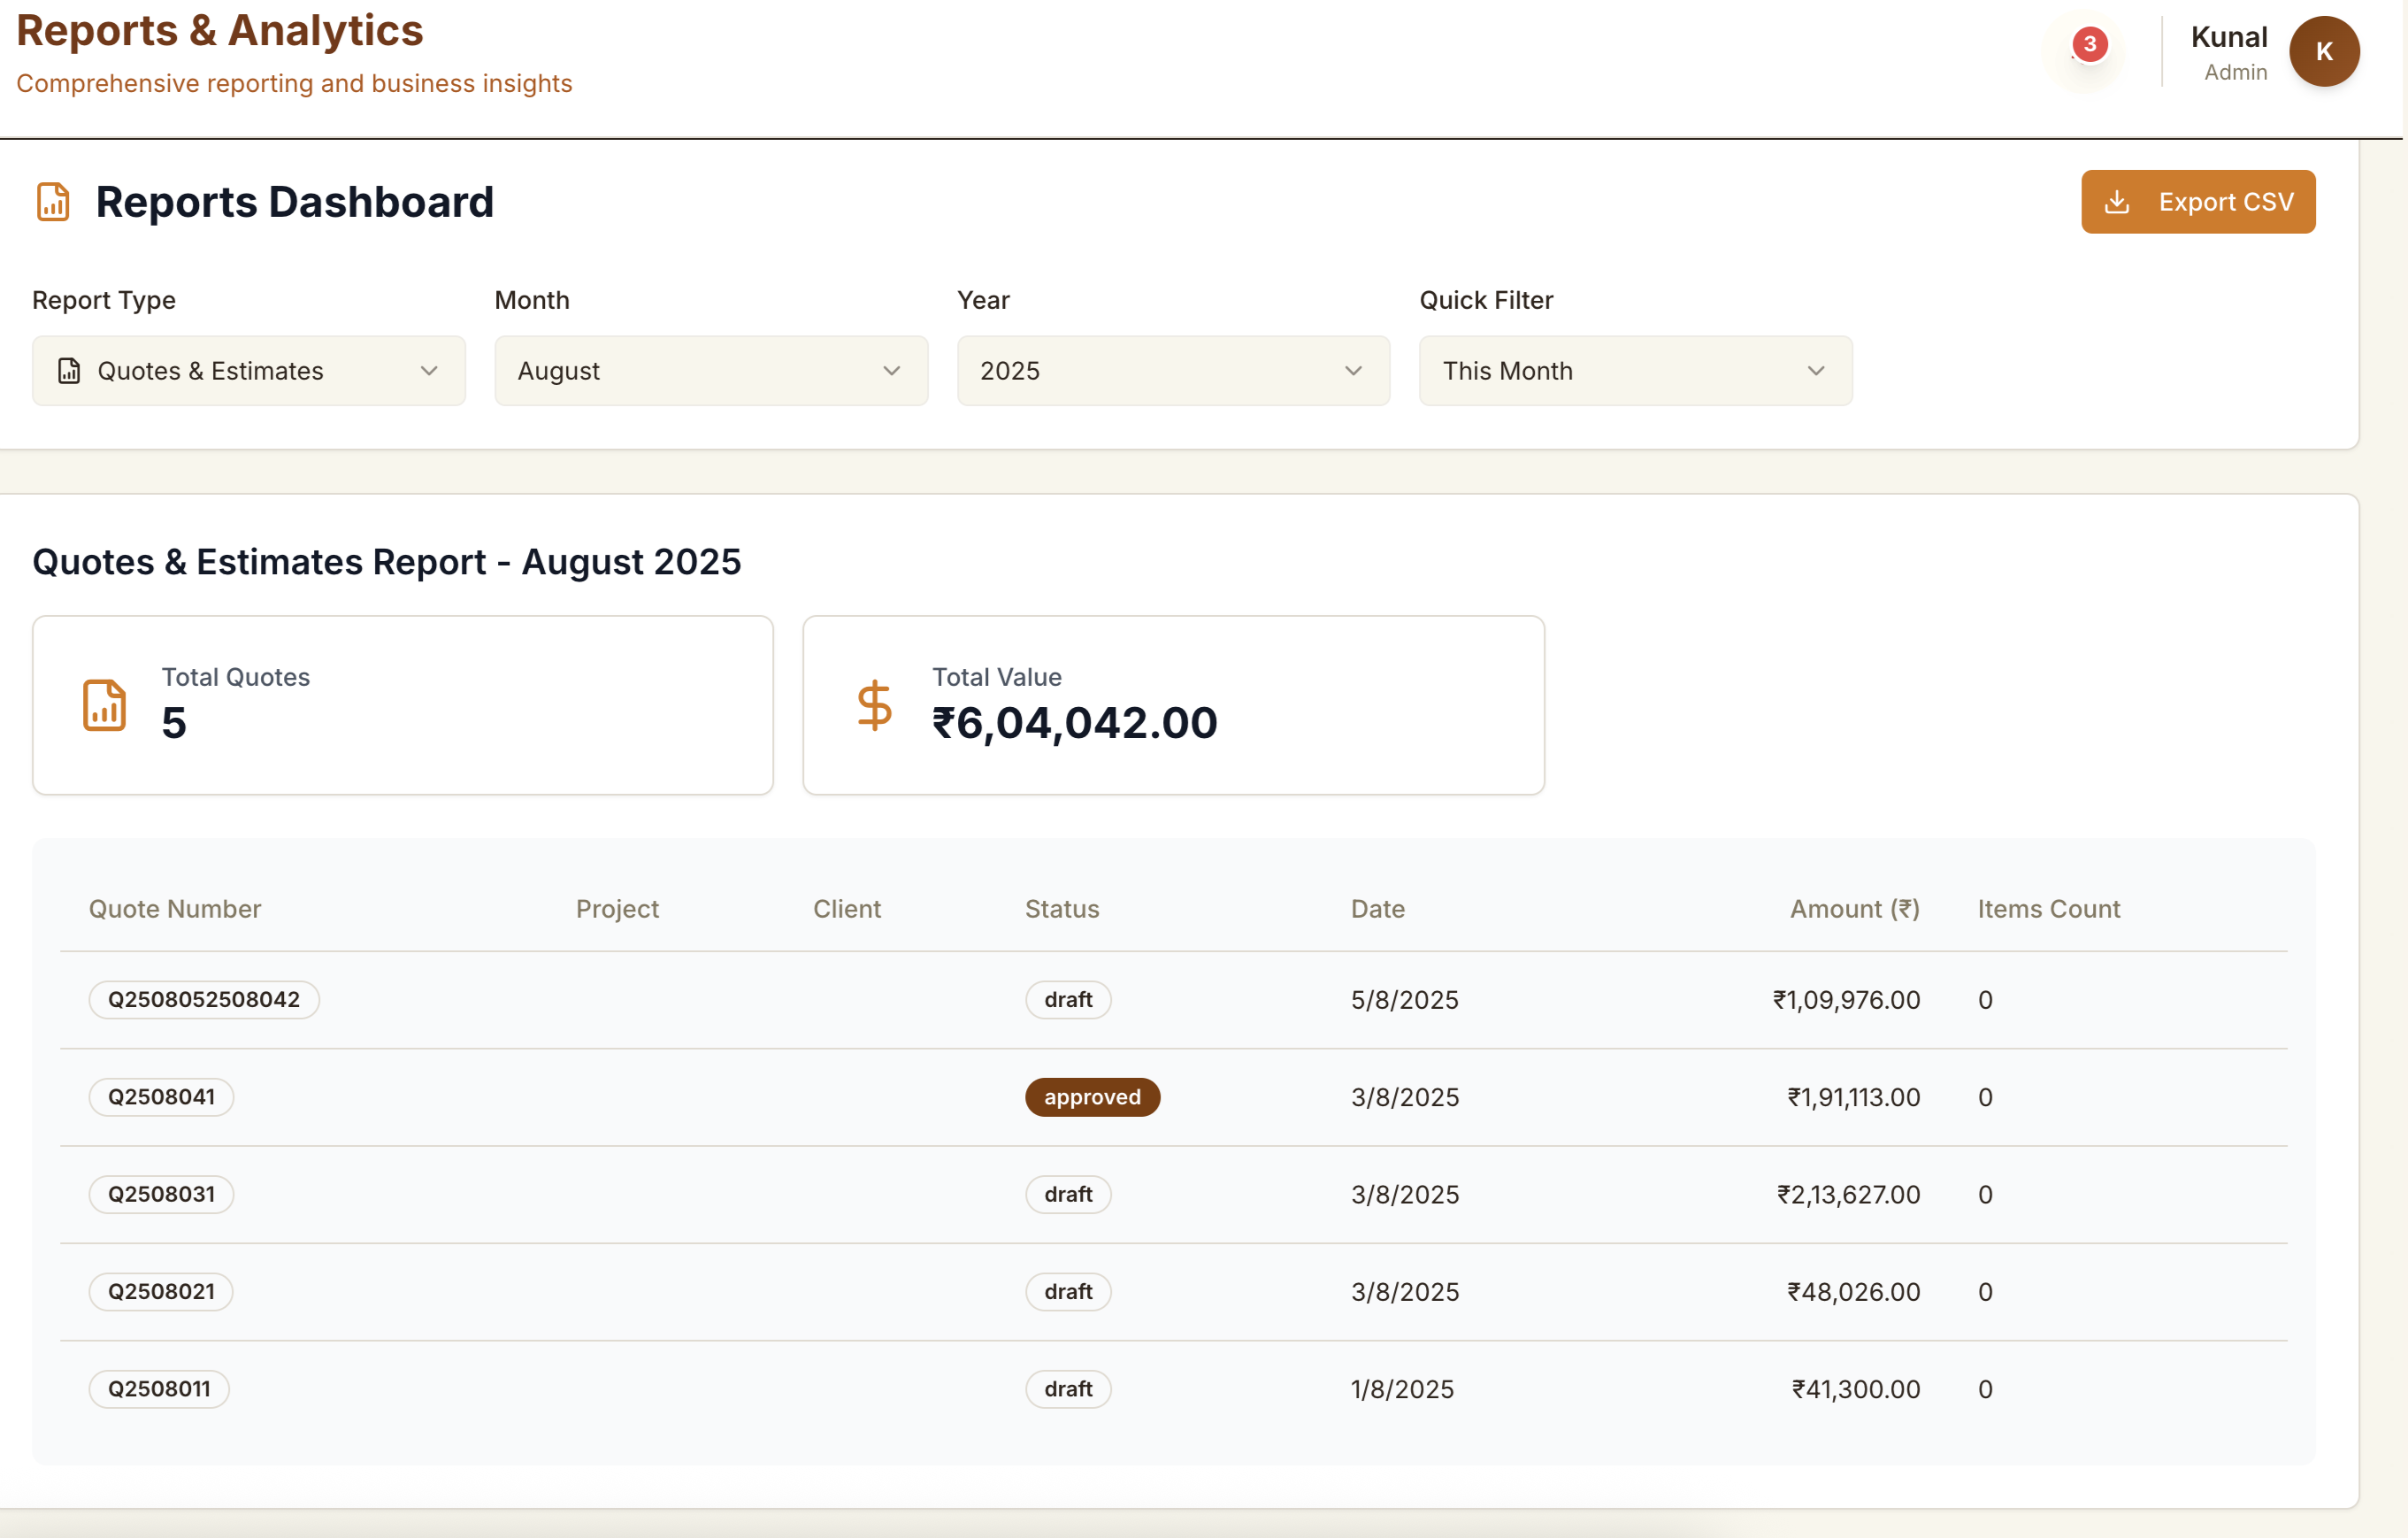 Reports & Analytics
Comprehensive reporting and business insights
3
Kunal
Admin
K
Reports Dashboard
Export CSV
Report Type
Month
Year
Quick Filter
Quotes & Estimates
August
2025
This Month
Quotes & Estimates Report - August 2025
Total Quotes
5
Total Value
₹6,04,042.00
Quote Number Project Client Status Date Amount (₹) Items Count
Q2508052508042 draft 5/8/2025 ₹1,09,976.00 0
Q2508041 approved 3/8/2025 ₹1,91,113.00 0
Q2508031 draft 3/8/2025 ₹2,13,627.00 0
Q2508021 draft 3/8/2025 ₹48,026.00 0
Q2508011 draft 1/8/2025 ₹41,300.00 0